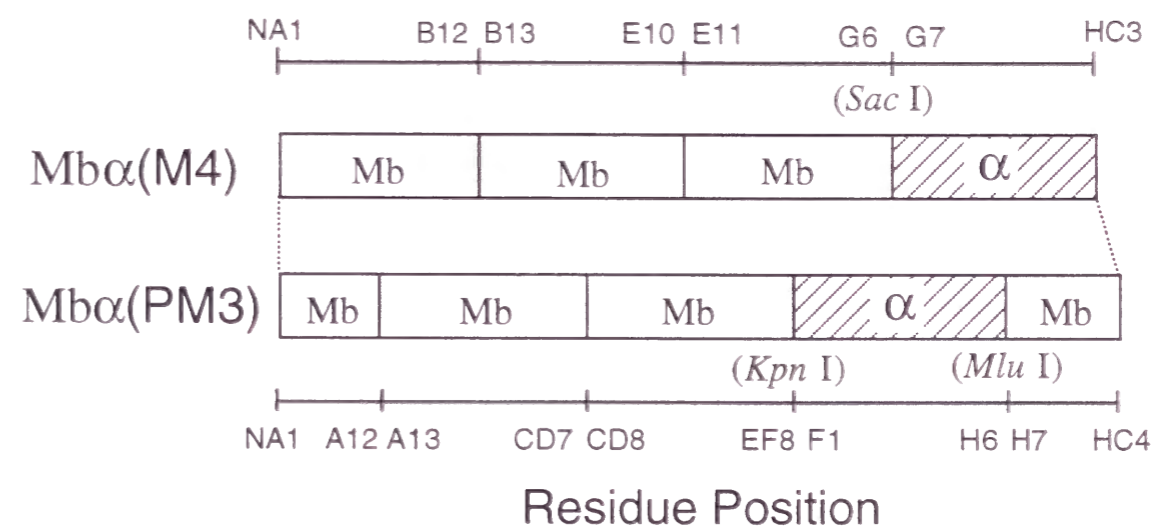 NA1 B12 B13 E10 E11 G6 G7 HC3
(Sac I)
Mbα(M4) Mb Mb Mb α
Mbα(PM3) Mb Mb Mb α Mb
(Kpn I) (Mlu I)
NA1 A12 A13 CD7 CD8 EF8 F1 H6 H7 HC4
Residue Position